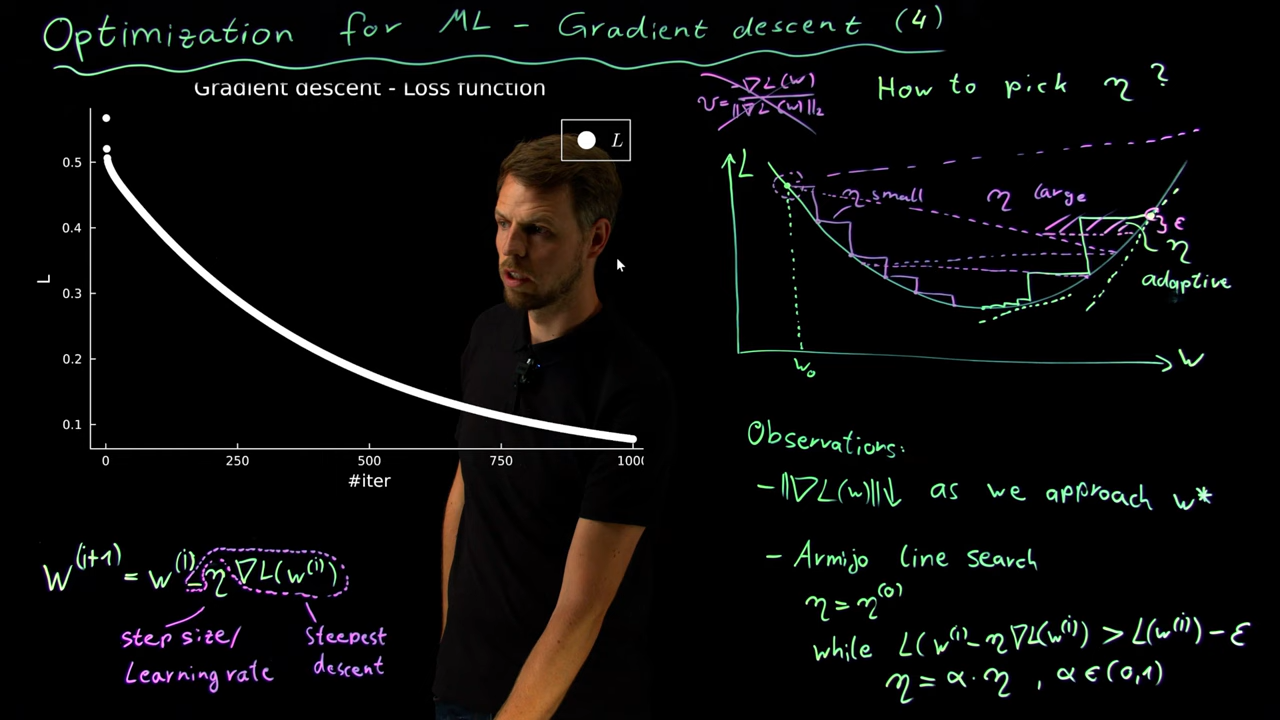 Optimization for ML - Gradient descent (4)
Gradient descent - Loss function
L
0.5
0.4
0.3
0.2
0.1
L
0 250 500 750 1000
#iter
w^(i+1) = w^(i) - η ∇L(w^(i))
step size/
Learning rate
Steepest
descent
v = -∇L(w) / ||∇L(w)||₂
How to pick η ?
L
η small
η large
}ε
η
adaptive
w₀
w
Observations:
- ||∇L(w)||↓ as we approach w*
- Armijo line search
η = η^(0)
while L(w^(i) - η∇L(w^(i)) > L(w^(i)) - ε
η = α · η , α ∈ (0,1)